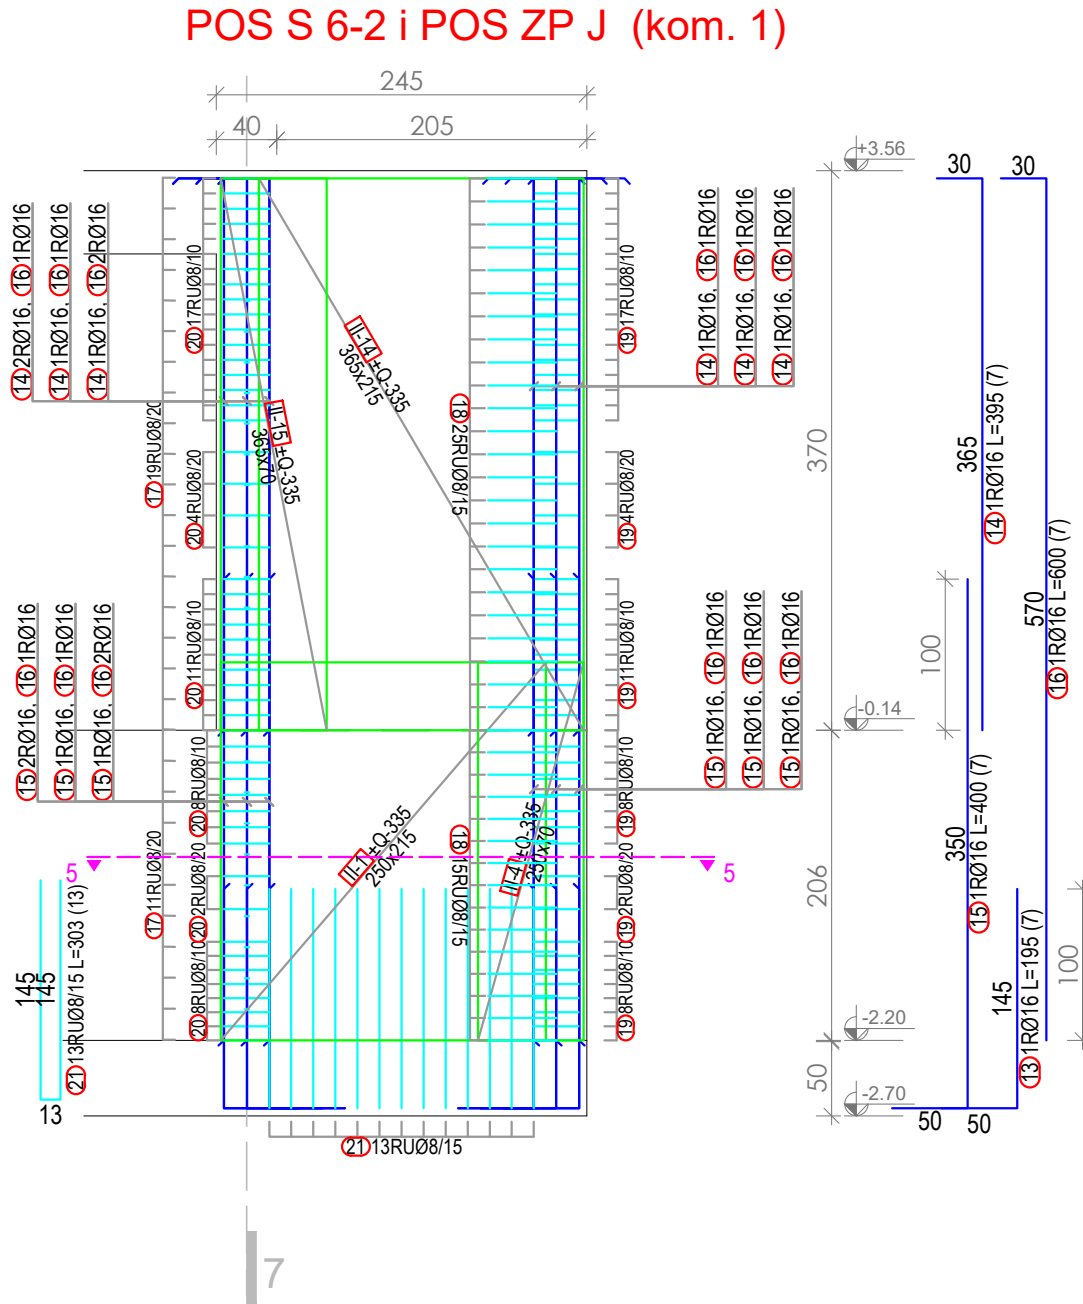 POS S 6-2 i POS ZP J (kom. 1)
245
40
205
+3.56
30
30
14 2RØ16, 16 1RØ16
14 1RØ16, 16 1RØ16
14 1RØ16, 16 2RØ16
20 17RUØ8/10
19 17RUØ8/10
14 1RØ16, 16 1RØ16
14 1RØ16, 16 1RØ16
14 1RØ16, 16 1RØ16
II-14 ±Q-335
365x215
II-15 ±Q-335
365x70
17 19RUØ8/20
18 25RUØ8/15
20 4RUØ8/20
19 4RUØ8/20
370
365
14 1RØ16 L=395 (7)
570
16 1RØ16 L=600 (7)
20 11RUØ8/10
19 11RUØ8/10
100
-0.14
15 2RØ16, 16 1RØ16
15 1RØ16, 16 1RØ16
15 1RØ16, 16 2RØ16
15 1RØ16, 16 1RØ16
15 1RØ16, 16 1RØ16
15 1RØ16, 16 1RØ16
20 8RUØ8/10
19 8RUØ8/10
II-1 ±Q-335
250x215
II-4 ±Q-335
250x70
17 11RUØ8/20
18 15RUØ8/15
5
5
20 2RUØ8/20
19 2RUØ8/20
206
350
15 1RØ16 L=400 (7)
145
145
21 13RUØ8/15 L=303 (13)
13
20 8RUØ8/10
19 8RUØ8/10
145
13 1RØ16 L=195 (7)
100
-2.20
50
-2.70
50
50
21 13RUØ8/15
7